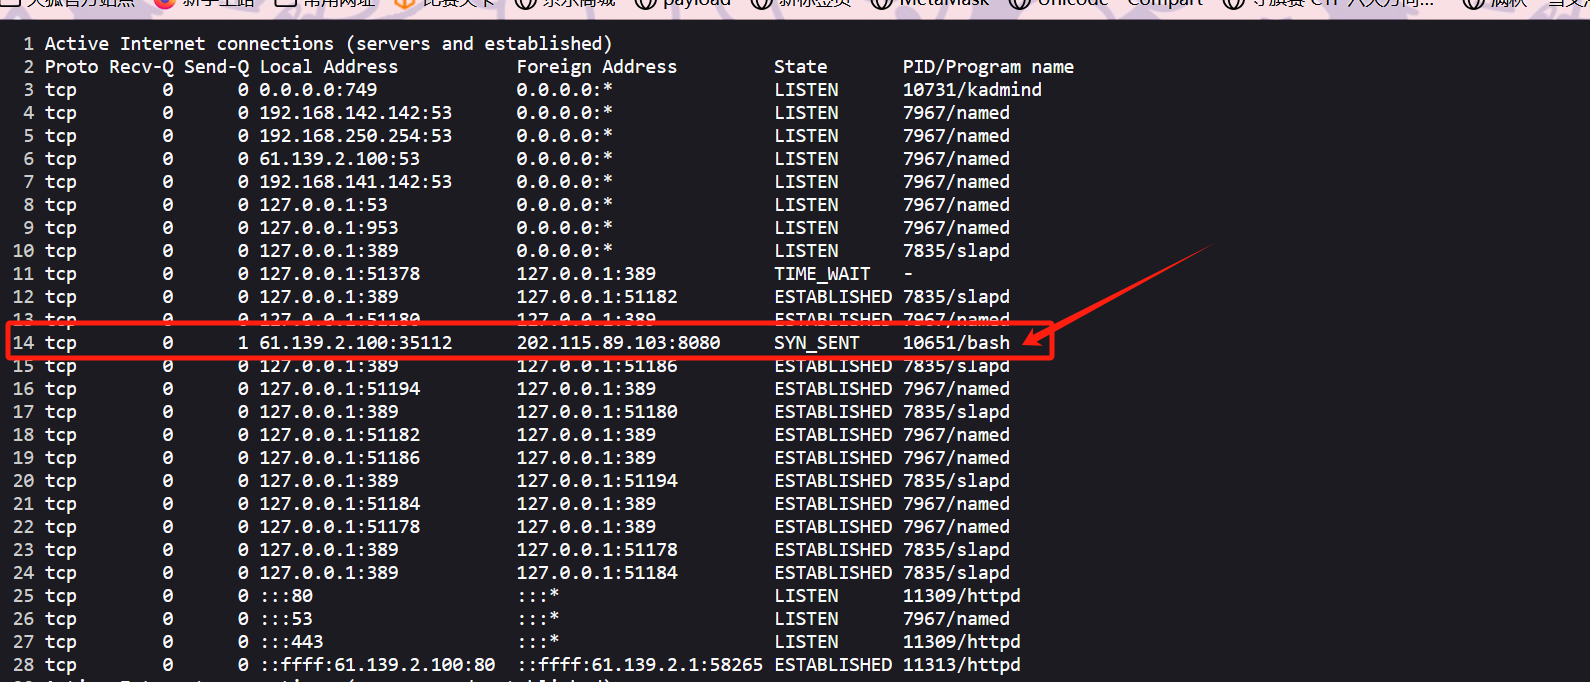 payload
MetaMask
1 Active Internet connections (servers and established)
2 Proto Recv-Q Send-Q Local Address Foreign Address State PID/Program name
3 tcp 0 0 0.0.0.0:749 0.0.0.0:* LISTEN 10731/kadmind
4 tcp 0 0 192.168.142.142:53 0.0.0.0:* LISTEN 7967/named
5 tcp 0 0 192.168.250.254:53 0.0.0.0:* LISTEN 7967/named
6 tcp 0 0 61.139.2.100:53 0.0.0.0:* LISTEN 7967/named
7 tcp 0 0 192.168.141.142:53 0.0.0.0:* LISTEN 7967/named
8 tcp 0 0 127.0.0.1:53 0.0.0.0:* LISTEN 7967/named
9 tcp 0 0 127.0.0.1:953 0.0.0.0:* LISTEN 7967/named
10 tcp 0 0 127.0.0.1:389 0.0.0.0:* LISTEN 7835/slapd
11 tcp 0 0 127.0.0.1:51378 127.0.0.1:389 TIME_WAIT -
12 tcp 0 0 127.0.0.1:389 127.0.0.1:51182 ESTABLISHED 7835/slapd
13 tcp 0 0 127.0.0.1:51180 127.0.0.1:389 ESTABLISHED 7967/named
14 tcp 0 1 61.139.2.100:35112 202.115.89.103:8080 SYN_SENT 10651/bash
15 tcp 0 0 127.0.0.1:389 127.0.0.1:51186 ESTABLISHED 7835/slapd
16 tcp 0 0 127.0.0.1:51194 127.0.0.1:389 ESTABLISHED 7967/named
17 tcp 0 0 127.0.0.1:389 127.0.0.1:51180 ESTABLISHED 7835/slapd
18 tcp 0 0 127.0.0.1:51182 127.0.0.1:389 ESTABLISHED 7967/named
19 tcp 0 0 127.0.0.1:51186 127.0.0.1:389 ESTABLISHED 7967/named
20 tcp 0 0 127.0.0.1:389 127.0.0.1:51194 ESTABLISHED 7835/slapd
21 tcp 0 0 127.0.0.1:51184 127.0.0.1:389 ESTABLISHED 7967/named
22 tcp 0 0 127.0.0.1:51178 127.0.0.1:389 ESTABLISHED 7967/named
23 tcp 0 0 127.0.0.1:389 127.0.0.1:51178 ESTABLISHED 7835/slapd
24 tcp 0 0 127.0.0.1:389 127.0.0.1:51184 ESTABLISHED 7835/slapd
25 tcp 0 0 :::80 :::* LISTEN 11309/httpd
26 tcp 0 0 :::53 :::* LISTEN 7967/named
27 tcp 0 0 :::443 :::* LISTEN 11309/httpd
28 tcp 0 0 ::ffff:61.139.2.100:80 ::ffff:61.139.2.1:58265 ESTABLISHED 11313/httpd